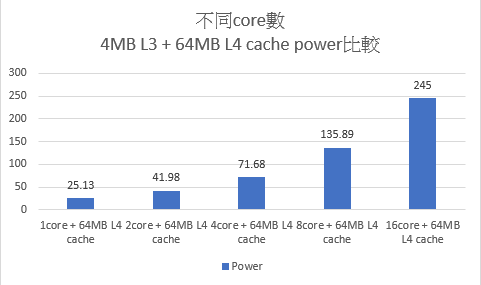 不同core數
4MB L3 + 64MB L4 cache power比較
300
250
200
150
100
50
0
25.13
41.98
71.68
135.89
245
1core + 64MB L4 cache
2core + 64MB L4 cache
4core + 64MB L4 cache
8core + 64MB L4 cache
16core + 64MB L4 cache
Power